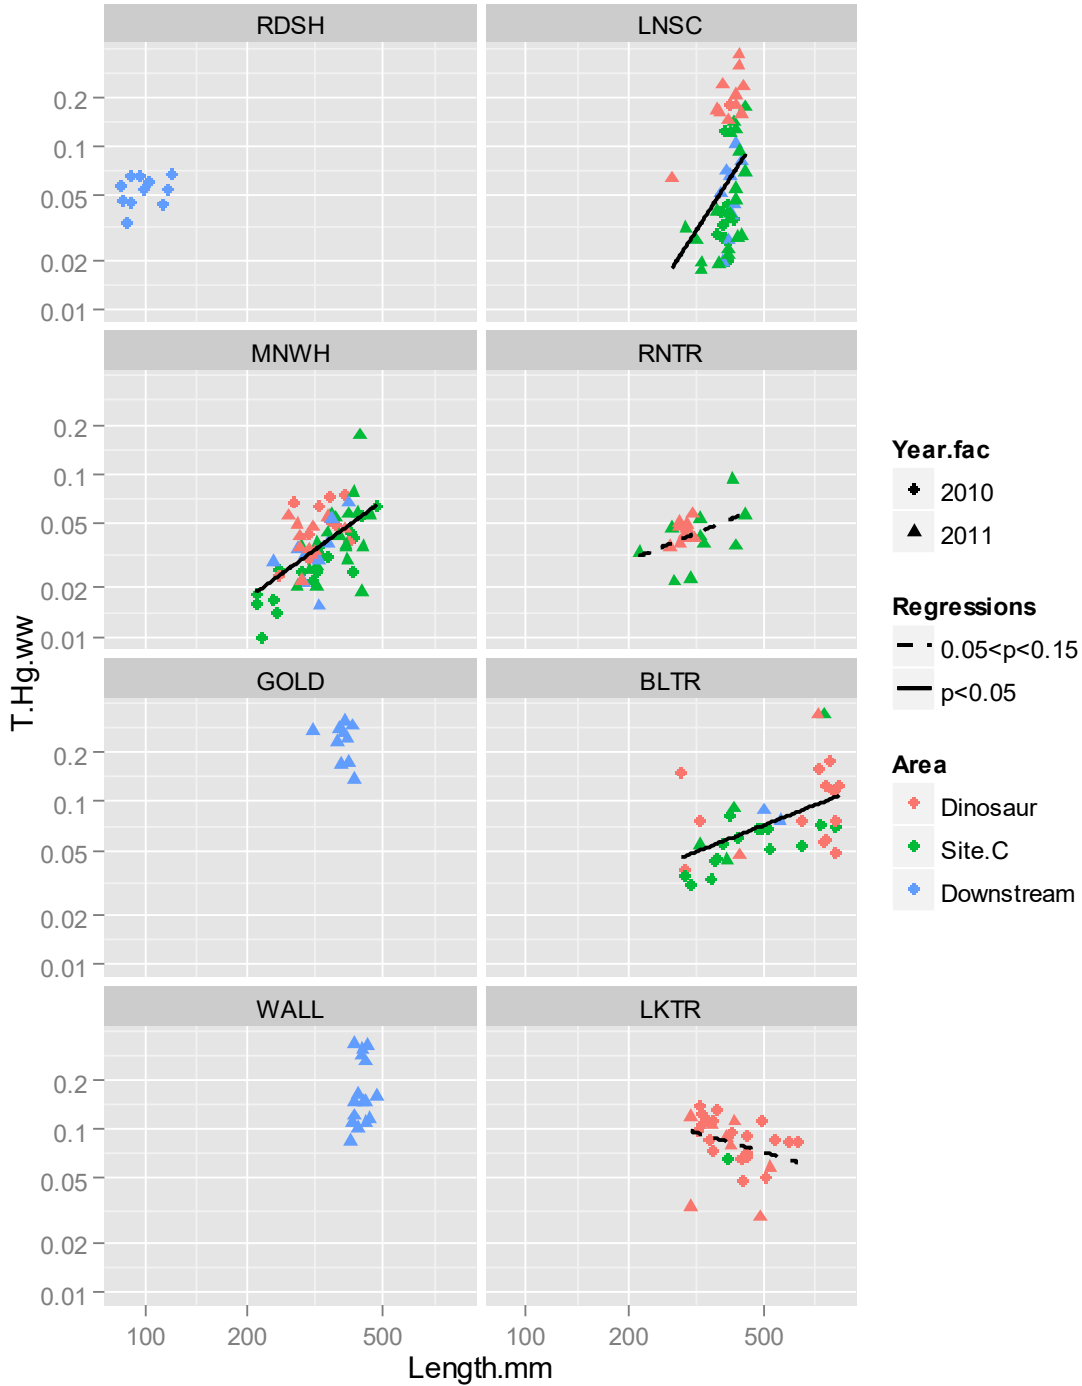 RDSH
LNSC
0.2
0.1
0.05
0.02
0.01
MNWH
RNTR
0.2
0.1
0.05
0.02
0.01
GOLD
BLTR
0.2
0.1
0.05
0.02
0.01
WALL
LKTR
0.2
0.1
0.05
0.02
0.01
100 200 500
100 200 500
Length.mm
T.Hg.ww
Year.fac
2010
2011
Regressions
0.05<p<0.15
p<0.05
Area
Dinosaur
Site.C
Downstream